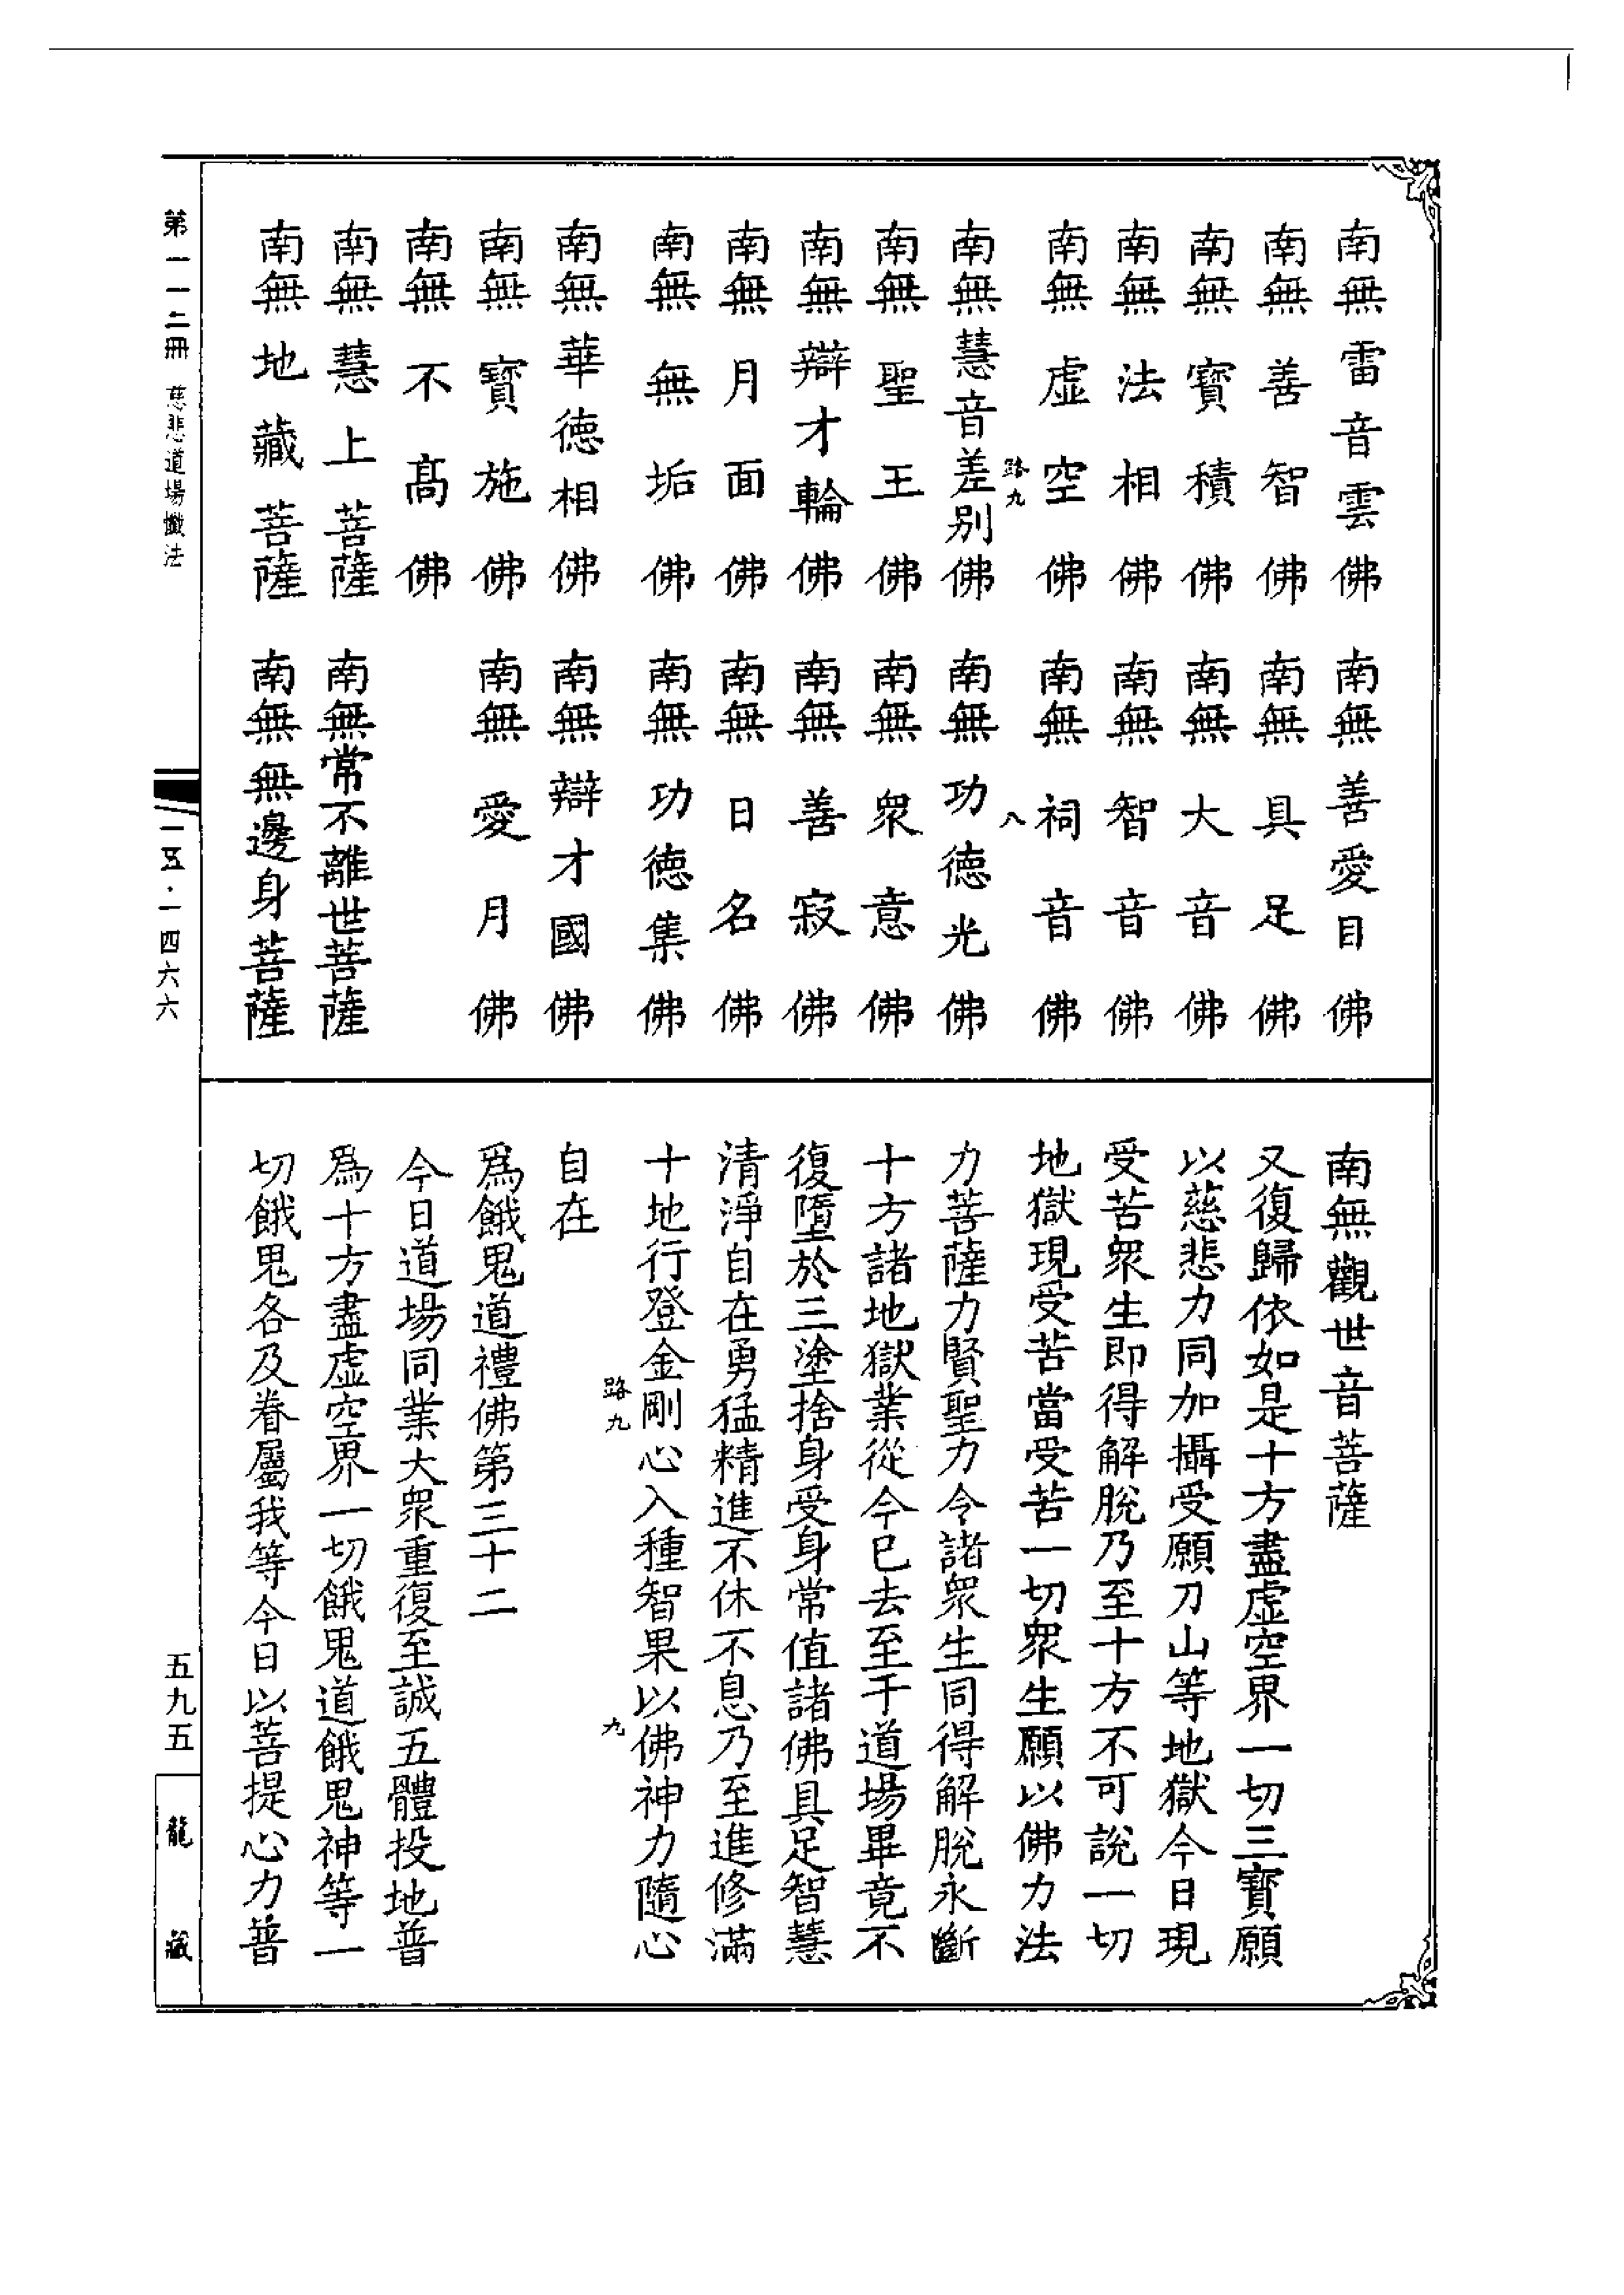 南無雷音雲佛　南無善愛目佛
南無善智佛　南無具足佛
南無寶積佛　南無大音佛
南無法相佛　南無智音佛
南無虛空佛　南無祠音佛
路九　八
南無慧音差别佛　南無功德光佛
南無聖王佛　南無眾意佛
南無辯才輪佛　南無善寂佛
南無月面佛　南無日名佛
南無無垢佛　南無功德集佛
南無華德相佛　南無辯才國佛
南無寶施佛　南無愛月佛
南無不髙佛
南無慧上菩薩　南無常不離世菩薩
南無地藏菩薩　南無無邊身菩薩
南無觀世音菩薩
又復歸依如是十方盡虛空界一切三寶願
以慈悲力同加攝受願刀山等地獄今日現
受苦眾生即得解脫乃至十方不可說一切
地獄現受苦當受苦一切眾生願以佛力法
力菩薩力賢聖力令諸眾生同得解脫永斷
十方諸地獄業從今已去至于道場畢竟不
復墮於三塗捨身受身常值諸佛具足智慧
清淨自在勇猛精進不休不息乃至進修滿
十地行登金剛心入種智果以佛神力隨心
路九　九
自在
爲餓鬼道禮佛第三十二
今日道場同業大眾重復至誠五體投地普
爲十方盡虛空界一切餓鬼道餓鬼神等一
切餓鬼各及眷屬我等今日以菩提心力普
第一一二冊　慈悲道場懺法
一五·一四六六
五九五
龍藏